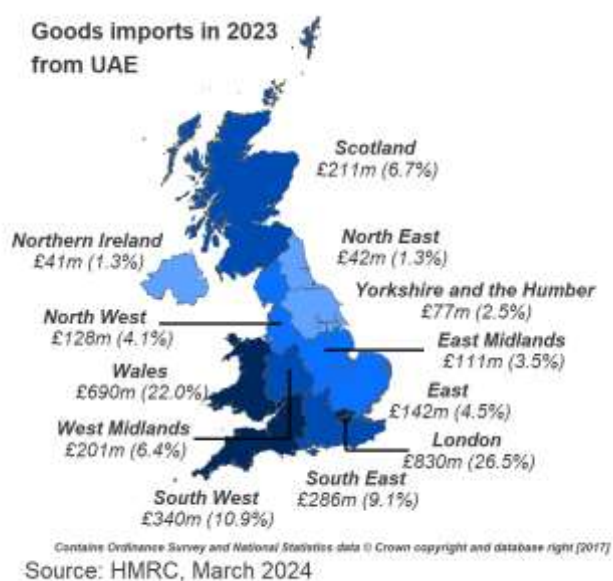 Goods imports in 2023
from UAE
Scotland
£211m (6.7%)
Northern Ireland
£41m (1.3%)
North East
£42m (1.3%)
Yorkshire and the Humber
£77m (2.5%)
North West
£128m (4.1%)
East Midlands
£111m (3.5%)
Wales
£690m (22.0%)
East
£142m (4.5%)
West Midlands
£201m (6.4%)
London
£830m (26.5%)
South East
£286m (9.1%)
South West
£340m (10.9%)
Contains Ordinance Survey and National Statistics data © Crown copyright and database right [2017]
Source: HMRC, March 2024